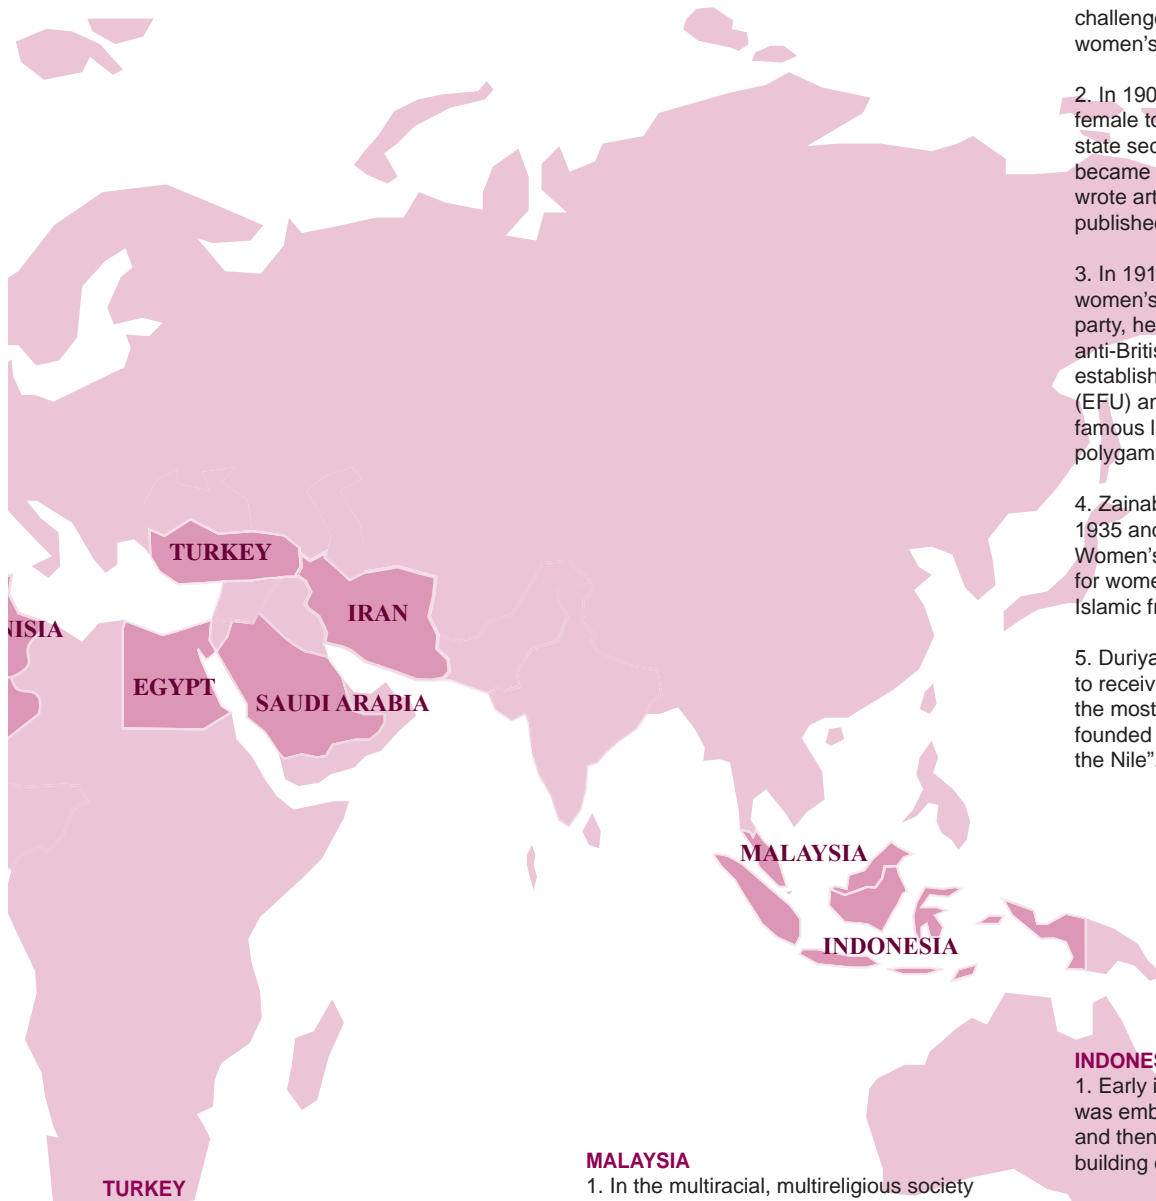 TURKEY
IRAN
NISIA
EGYPT
SAUDI ARABIA
MALAYSIA
INDONESIA
challenge
women's
2. In 190
female to
state sec
became
wrote art
published
3. In 191
women's
party, he
anti-Britis
establish
(EFU) an
famous I
polygam
4. Zainab
1935 and
Women's
for wome
Islamic fr
5. Duriya
to receiv
the most
founded
the Nile".
INDONES
1. Early i
was emb
and then
building
MALAYSIA
1. In the multiracial, multireligious society
TURKEY